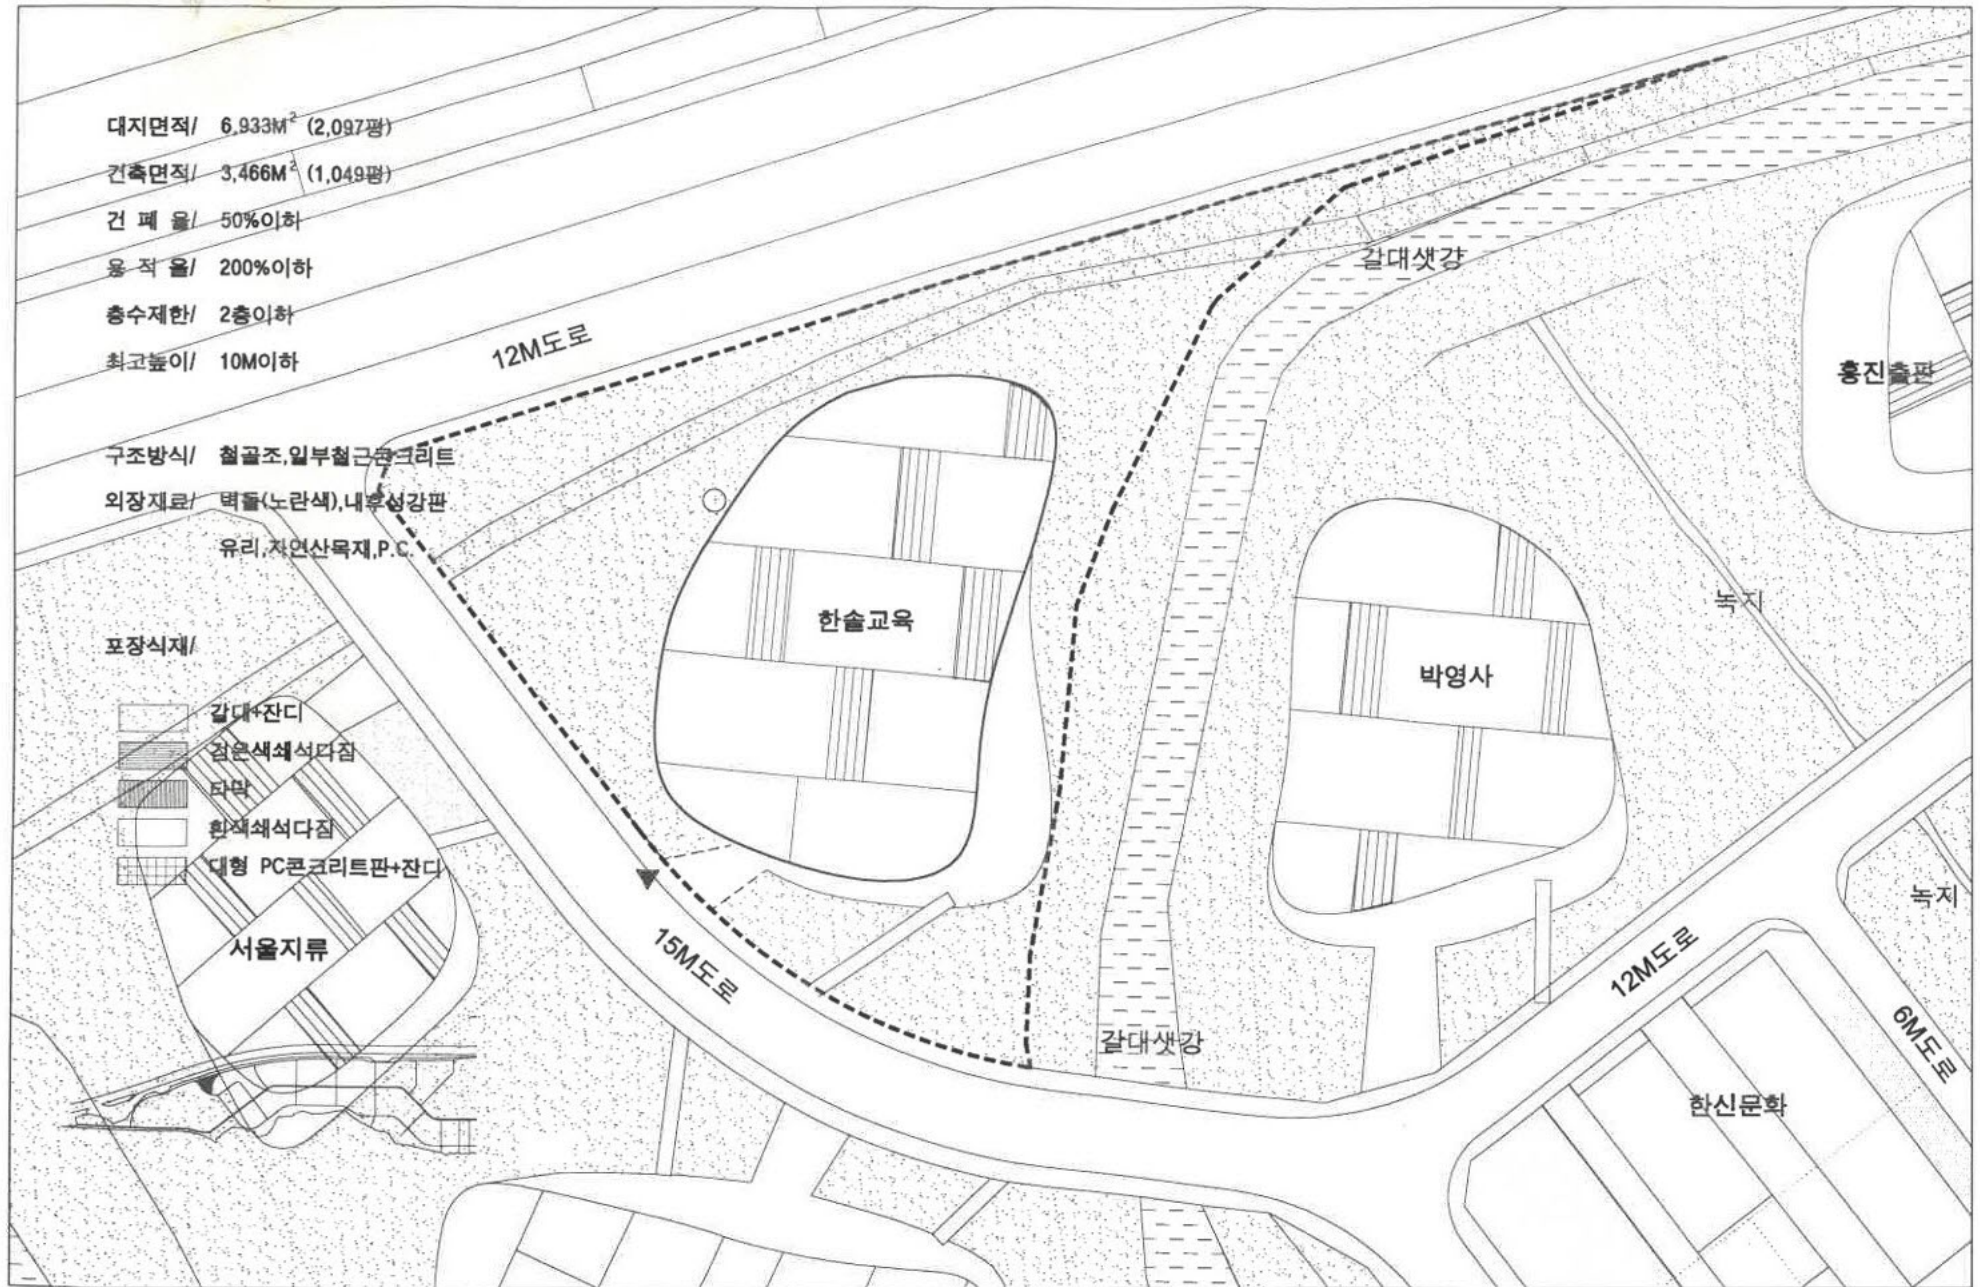 대지면적/ 6,933M² (2,097평)
건축면적/ 3,466M² (1,049평)
건 폐 율/ 50%이하
용 적 율/ 200%이하
층수제한/ 2층이하
최고높이/ 10M이하
구조방식/ 철골조,일부철근콘크리트
외장재료/ 벽돌(노란색),내후성강판
유리,자연산목재,P.C.
포장식재/
갈대+잔디
검은색쇄석다짐
타막
흰색쇄석다짐
대형 PC콘크리트판+잔디
12M도로
갈대샛강
홍진출판
한솔교육
녹지
박영사
녹지
서울지류
15M도로
12M도로
6M도로
갈대샛강
한신문화